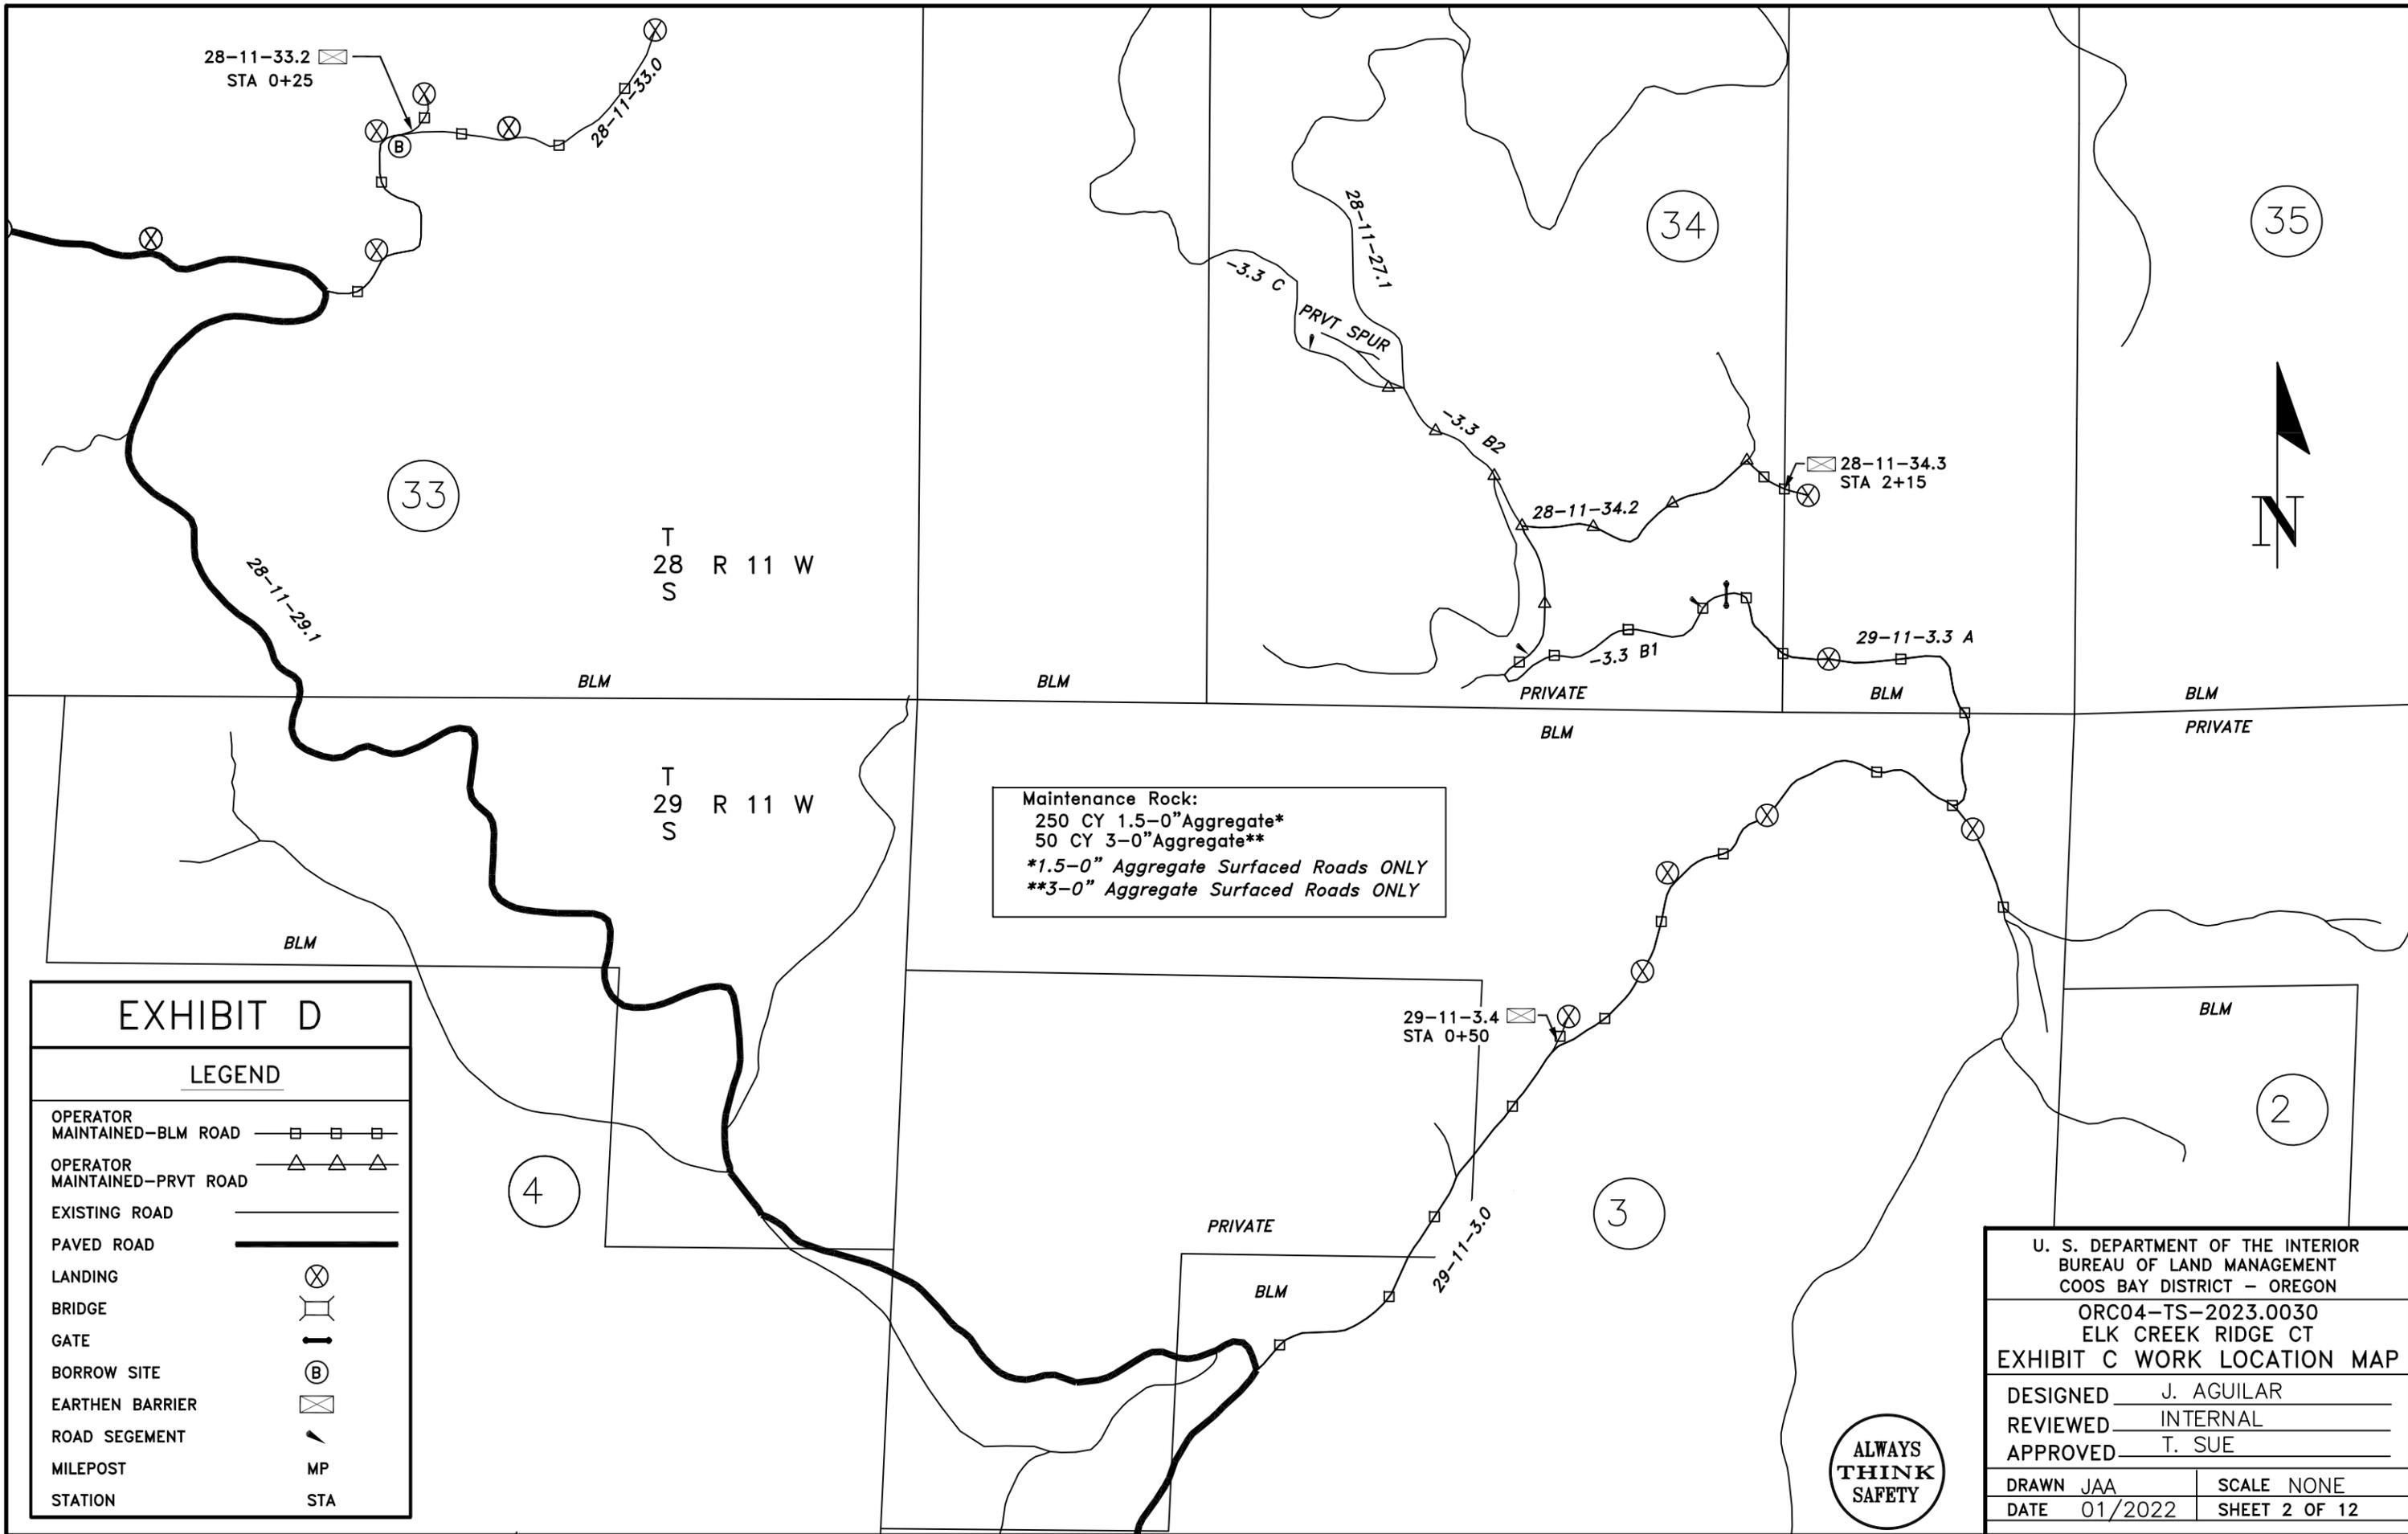 28-11-33.2
STA 0+25
28-11-33.0
B
28-11-27.1
34
35
-3.3 C
PRVT SPUR
-3.3 B2
28-11-34.3
STA 2+15
28-11-34.2
33
T
28 R 11 W
S
28-11-29.1
-3.3 B1
29-11-3.3 A
N
BLM
BLM
PRIVATE
BLM
BLM
BLM
PRIVATE
T
29 R 11 W
S
Maintenance Rock:
250 CY 1.5-0"Aggregate*
50 CY 3-0"Aggregate**
*1.5-0" Aggregate Surfaced Roads ONLY
**3-0" Aggregate Surfaced Roads ONLY
BLM
29-11-3.4
STA 0+50
BLM
2
4
3
PRIVATE
29-11-3.0
BLM
EXHIBIT D
LEGEND
OPERATOR
MAINTAINED-BLM ROAD
OPERATOR
MAINTAINED-PRVT ROAD
EXISTING ROAD
PAVED ROAD
LANDING
BRIDGE
GATE
BORROW SITE B
EARTHEN BARRIER
ROAD SEGEMENT
MILEPOST MP
STATION STA
ALWAYS
THINK
SAFETY
U. S. DEPARTMENT OF THE INTERIOR
BUREAU OF LAND MANAGEMENT
COOS BAY DISTRICT - OREGON
ORC04-TS-2023.0030
ELK CREEK RIDGE CT
EXHIBIT C WORK LOCATION MAP
DESIGNED J. AGUILAR
REVIEWED INTERNAL
APPROVED T. SUE
DRAWN JAA SCALE NONE
DATE 01/2022 SHEET 2 OF 12